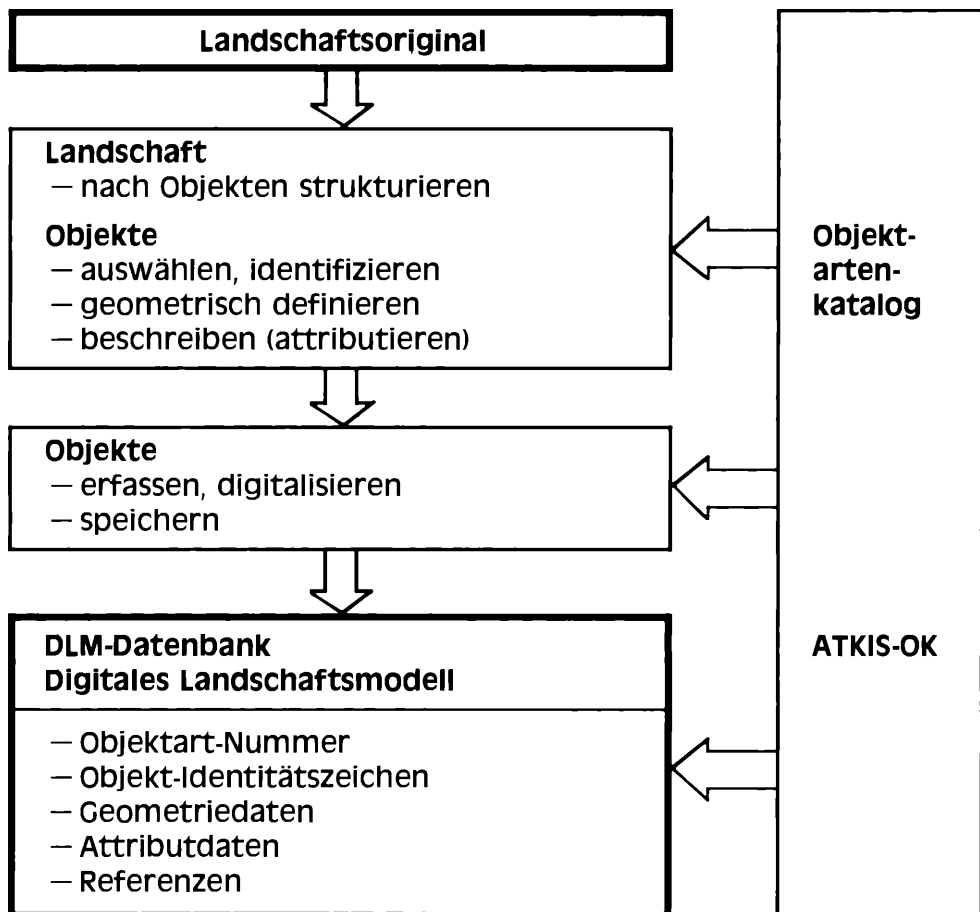 Landschaftsoriginal
Landschaft
— nach Objekten strukturieren
Objekte
— auswählen, identifizieren
— geometrisch definieren
— beschreiben (attributieren)
Objekte
— erfassen, digitalisieren
— speichern
DLM-Datenbank
Digitales Landschaftsmodell
— Objektart-Nummer
— Objekt-Identitätszeichen
— Geometriedaten
— Attributdaten
— Referenzen
Objekt-
arten-
katalog
ATKIS-OK